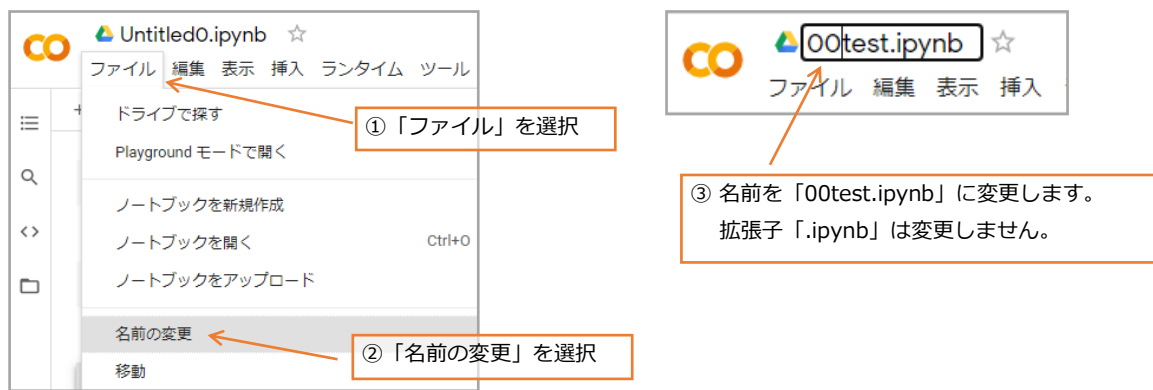 CO
Untitled0.ipynb
ファイル 編集 表示 挿入 ランタイム ツール
ドライブで探す
Playground モードで開く
ノートブックを新規作成
ノートブックを開く Ctrl+O
ノートブックをアップロード
名前の変更
移動
①「ファイル」を選択
②「名前の変更」を選択
CO
00test.ipynb
ファイル 編集 表示 挿入
③ 名前を「00test.ipynb」に変更します。
拡張子「.ipynb」は変更しません。